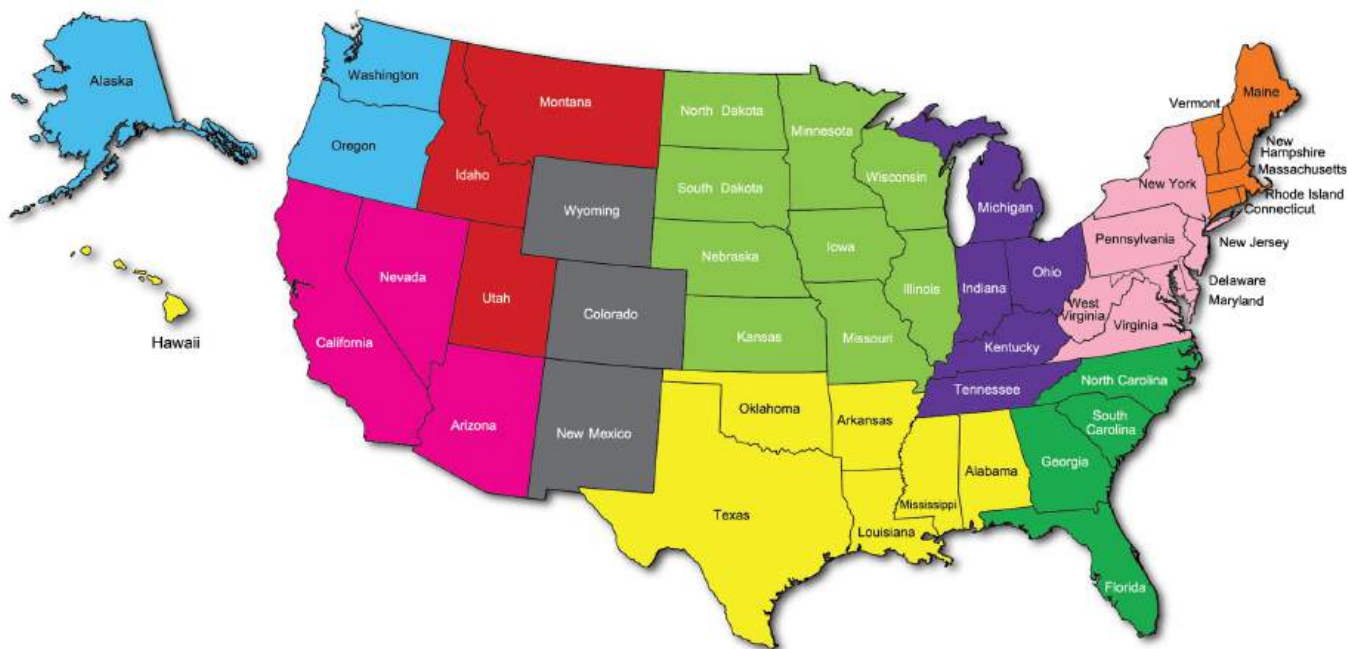 Alaska
Hawaii
Washington
Oregon
California
Nevada
Arizona
Montana
Idaho
Utah
Wyoming
Colorado
New Mexico
North Dakota
South Dakota
Nebraska
Kansas
Minnesota
Iowa
Missouri
Wisconsin
Illinois
Oklahoma
Texas
Arkansas
Louisiana
Mississippi
Alabama
Michigan
Indiana
Ohio
Kentucky
Tennessee
Georgia
Florida
South
Carolina
North Carolina
Virginia
West
Virginia
Maryland
Delaware
Pennsylvania
New Jersey
New York
Connecticut
Rhode Island
Massachusetts
New
Hampshire
Vermont
Maine